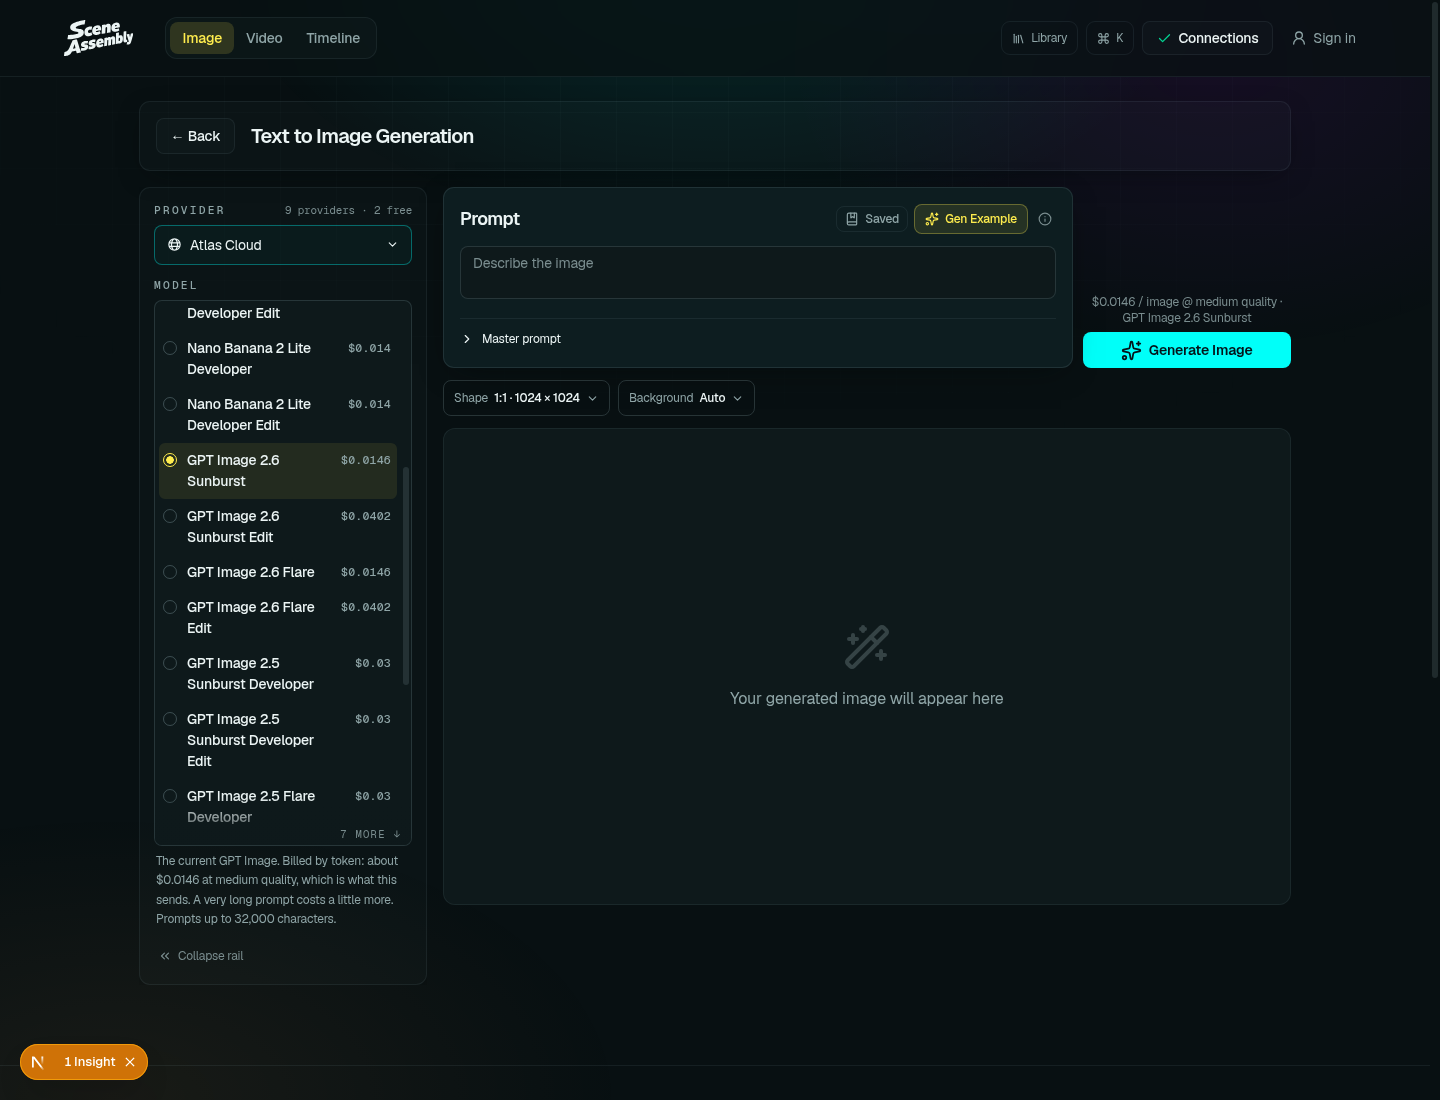 Scene
Assembly
Image
Video
Timeline
Library
⌘ K
Connections
Sign in
← Back
Text to Image Generation
PROVIDER
9 providers · 2 free
Atlas Cloud
MODEL
Developer Edit
Nano Banana 2 Lite
$0.014
Developer
Nano Banana 2 Lite
$0.014
Developer Edit
GPT Image 2.6
$0.0146
Sunburst
GPT Image 2.6
$0.0402
Sunburst Edit
GPT Image 2.6 Flare
$0.0146
GPT Image 2.6 Flare
$0.0402
Edit
GPT Image 2.5
$0.03
Sunburst Developer
GPT Image 2.5
$0.03
Sunburst Developer
Edit
GPT Image 2.5 Flare
$0.03
Developer
7 MORE ↓
The current GPT Image. Billed by token: about
$0.0146 at medium quality, which is what this
sends. A very long prompt costs a little more.
Prompts up to 32,000 characters.
Collapse rail
Prompt
Saved
Gen Example
Describe the image
Master prompt
$0.0146 / image @ medium quality ·
GPT Image 2.6 Sunburst
Generate Image
Shape 1:1 · 1024 × 1024
Background Auto
Your generated image will appear here
N
1 Insight